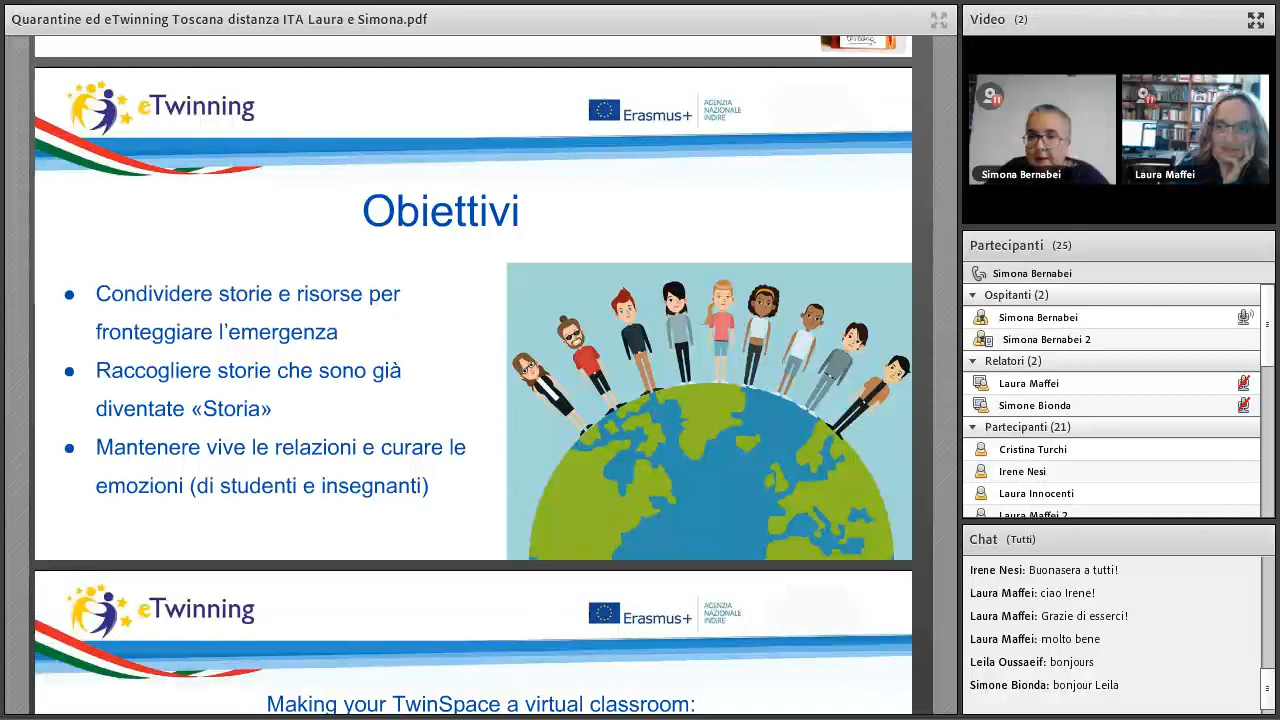 Quarantine ed eTwinning Toscana distanza ITA Laura e Simona.pdf
eTwinning
Erasmus+
AGENZIA
NAZIONALE
INDIRE
Obiettivi
● Condividere storie e risorse per
fronteggiare l'emergenza
● Raccogliere storie che sono già
diventate «Storia»
● Mantenere vive le relazioni e curare le
emozioni (di studenti e insegnanti)
eTwinning
Erasmus+
AGENZIA
NAZIONALE
INDIRE
Making your TwinSpace a virtual classroom:
Video (2)
Simona Bernabei
Laura Maffei
Partecipanti (25)
Simona Bernabei
Ospitanti (2)
Simona Bernabei
Simona Bernabei 2
Relatori (2)
Laura Maffei
Simone Bionda
Partecipanti (21)
Cristina Turchi
Irene Nesi
Laura Innocenti
Laura Maffei 2
Chat (Tutti)
Irene Nesi: Buonasera a tutti!
Laura Maffei: ciao Irene!
Laura Maffei: Grazie di esserci!
Laura Maffei: molto bene
Leila Oussaeif: bonjours
Simone Bionda: bonjour Leila